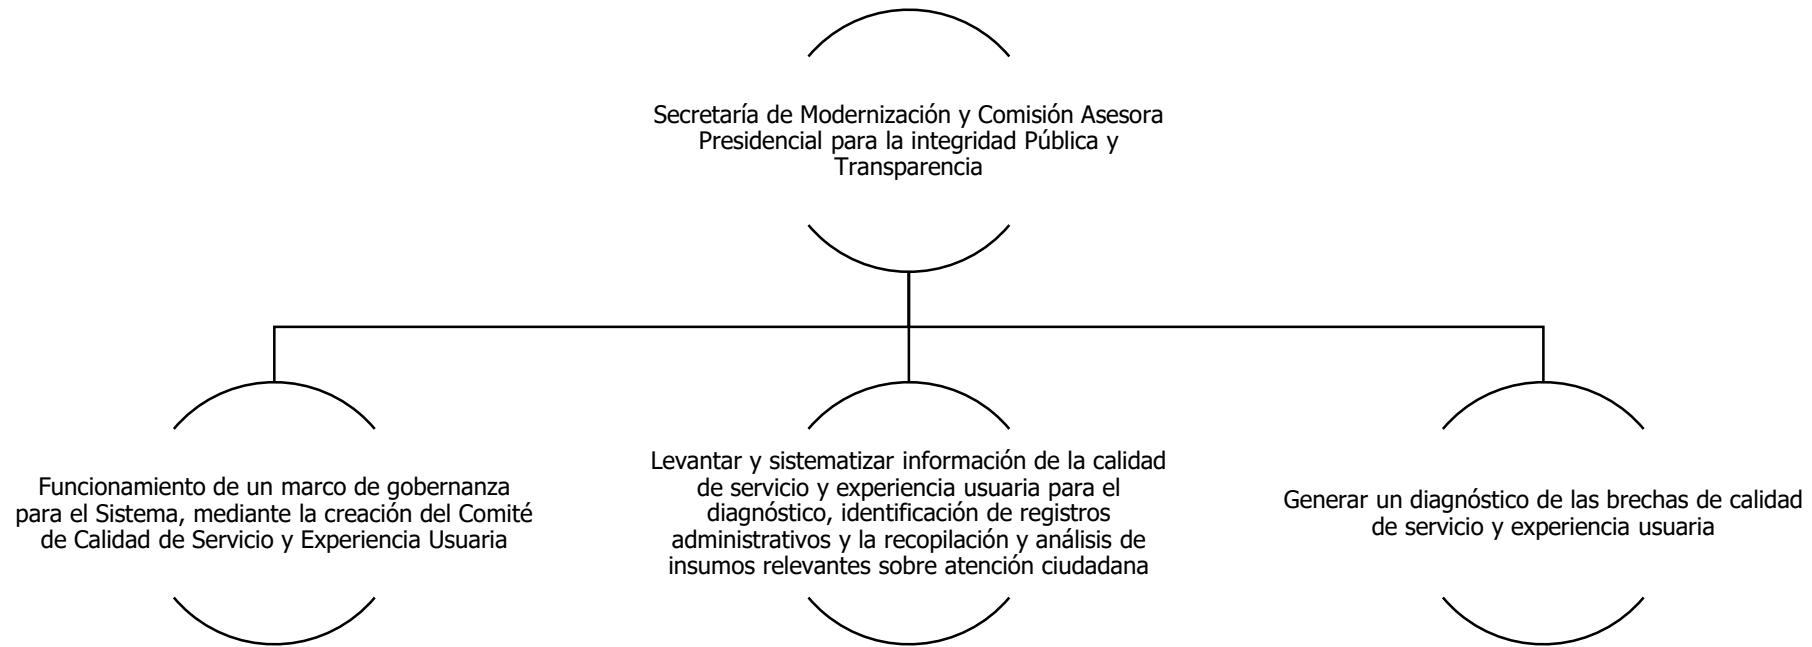 Secretaría de Modernización y Comisión Asesora
Presidencial para la integridad Pública y
Transparencia
Funcionamiento de un marco de gobernanza
para el Sistema, mediante la creación del Comité
de Calidad de Servicio y Experiencia Usuaria
Levantar y sistematizar información de la calidad
de servicio y experiencia usuaria para el
diagnóstico, identificación de registros
administrativos y la recopilación y análisis de
insumos relevantes sobre atención ciudadana
Generar un diagnóstico de las brechas de calidad
de servicio y experiencia usuaria